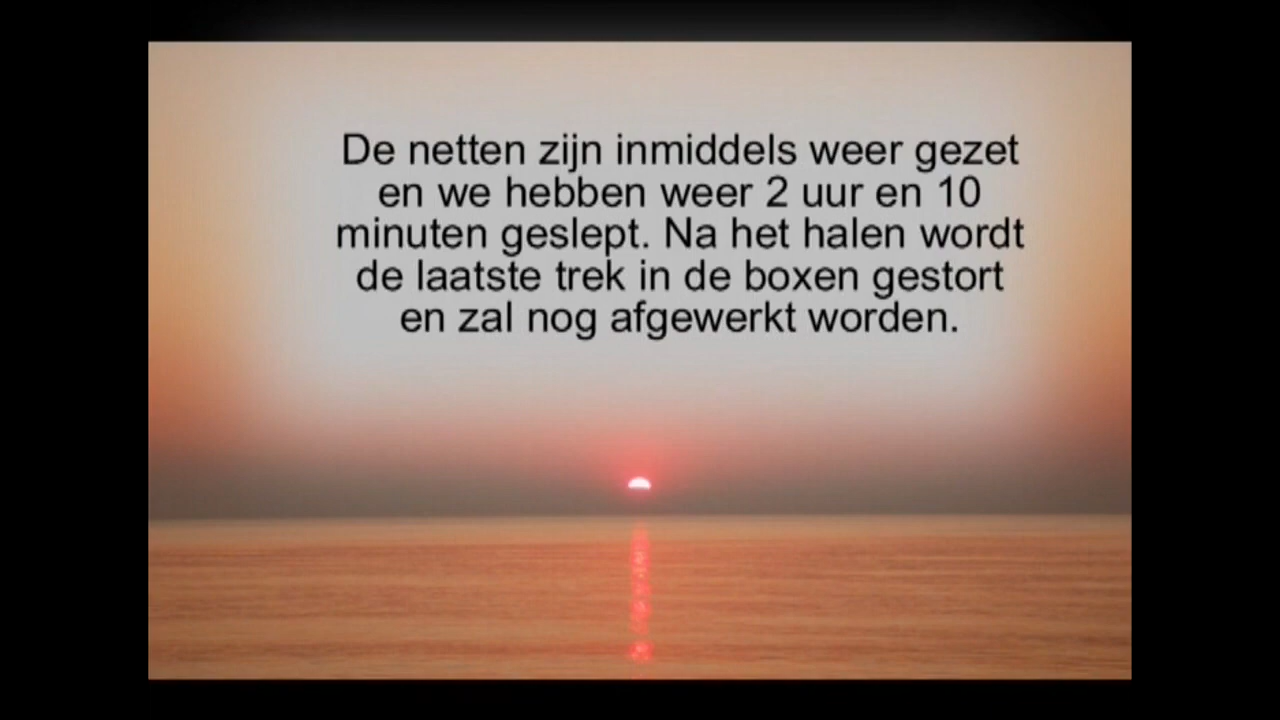 De netten zijn inmiddels weer gezet
en we hebben weer 2 uur en 10
minuten geslept. Na het halen wordt
de laatste trek in de boxen gestort
en zal nog afgewerkt worden.